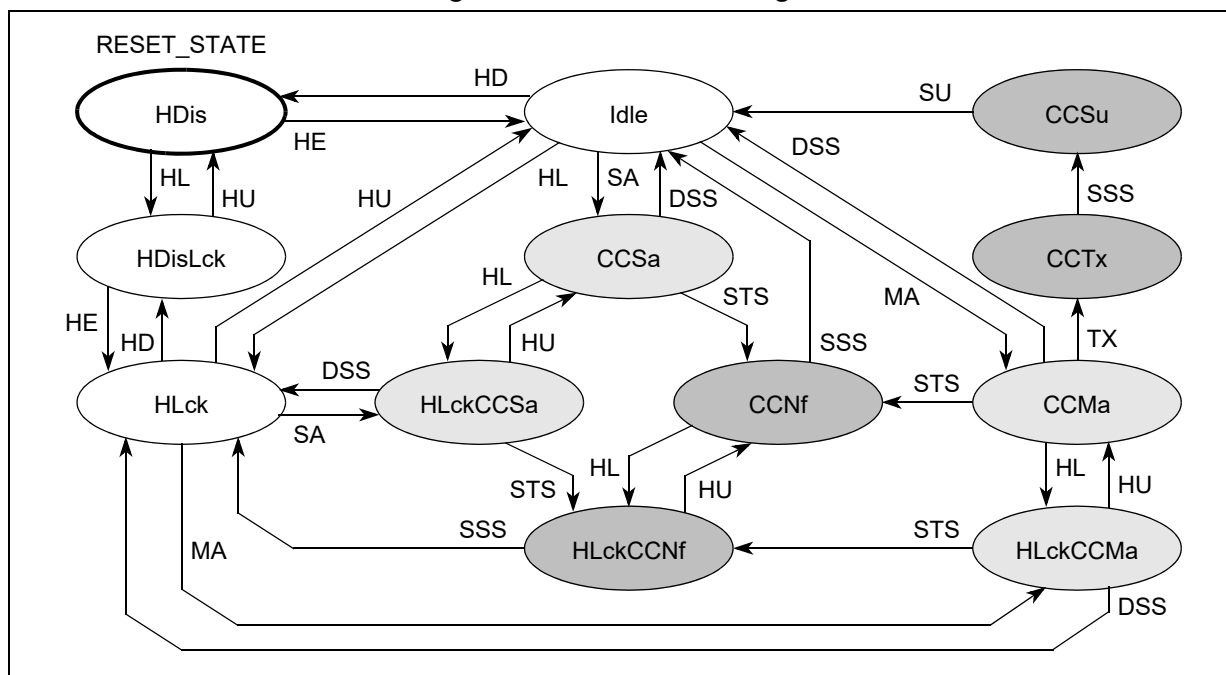 RESET_STATE
HD
SU
HDis
Idle
CCSu
HE
DSS
HL
HU
HU
HL
SA
DSS
SSS
HDisLck
CCSa
CCTx
HL
STS
MA
HE
HD
HU
SSS
TX
DSS
STS
HLck
HLckCCSa
CCNf
CCMa
SA
HL
HL
STS
HU
HU
SSS
STS
MA
HLckCCNf
HLckCCMa
DSS